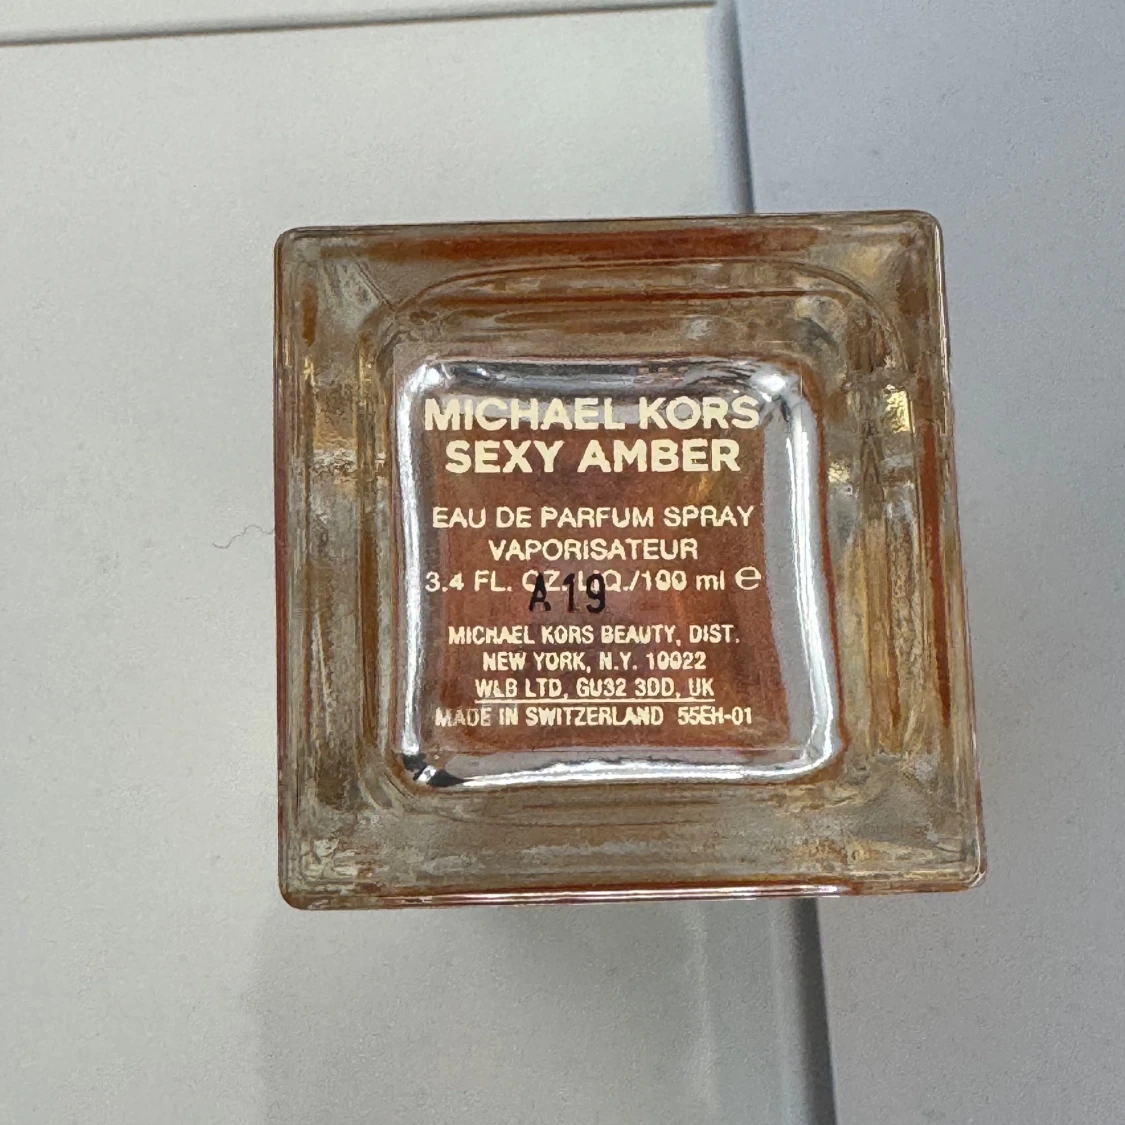 MICHAEL KORS
SEXY AMBER
EAU DE PARFUM SPRAY
VAPORISATEUR
3.4 FL. OZ. LIQ./100 ml ℮
A19
MICHAEL KORS BEAUTY, DIST.
NEW YORK, N.Y. 10022
WLB LTD, GU32 3DD, UK
MADE IN SWITZERLAND 55EH-01